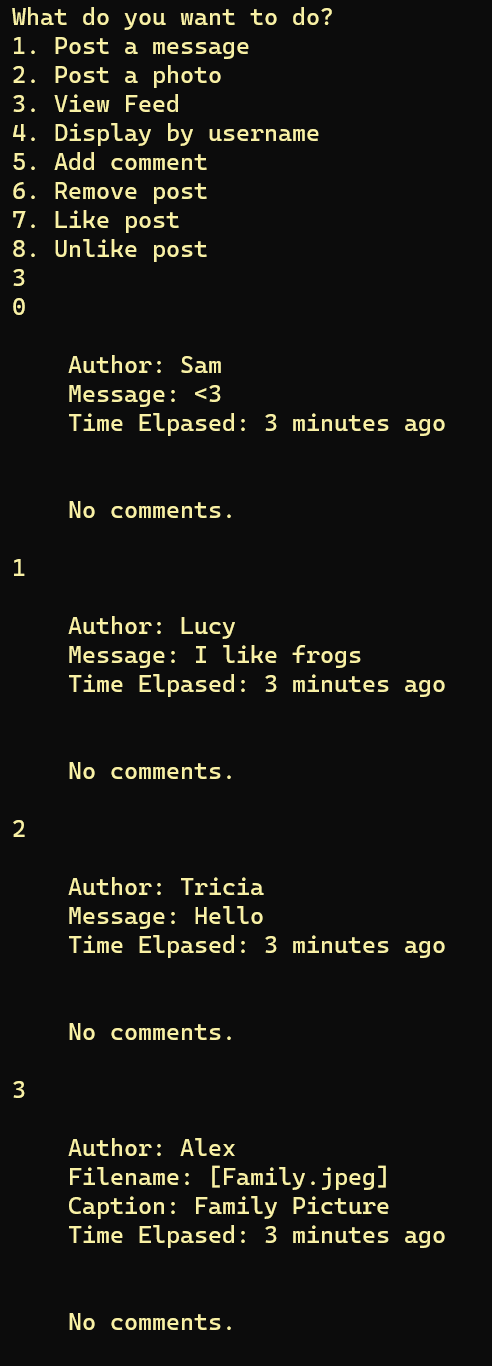 What do you want to do?
1. Post a message
2. Post a photo
3. View Feed
4. Display by username
5. Add comment
6. Remove post
7. Like post
8. Unlike post
3
0
Author: Sam
Message: <3
Time Elpased: 3 minutes ago
No comments.
1
Author: Lucy
Message: I like frogs
Time Elpased: 3 minutes ago
No comments.
2
Author: Tricia
Message: Hello
Time Elpased: 3 minutes ago
No comments.
3
Author: Alex
Filename: [Family.jpeg]
Caption: Family Picture
Time Elpased: 3 minutes ago
No comments.